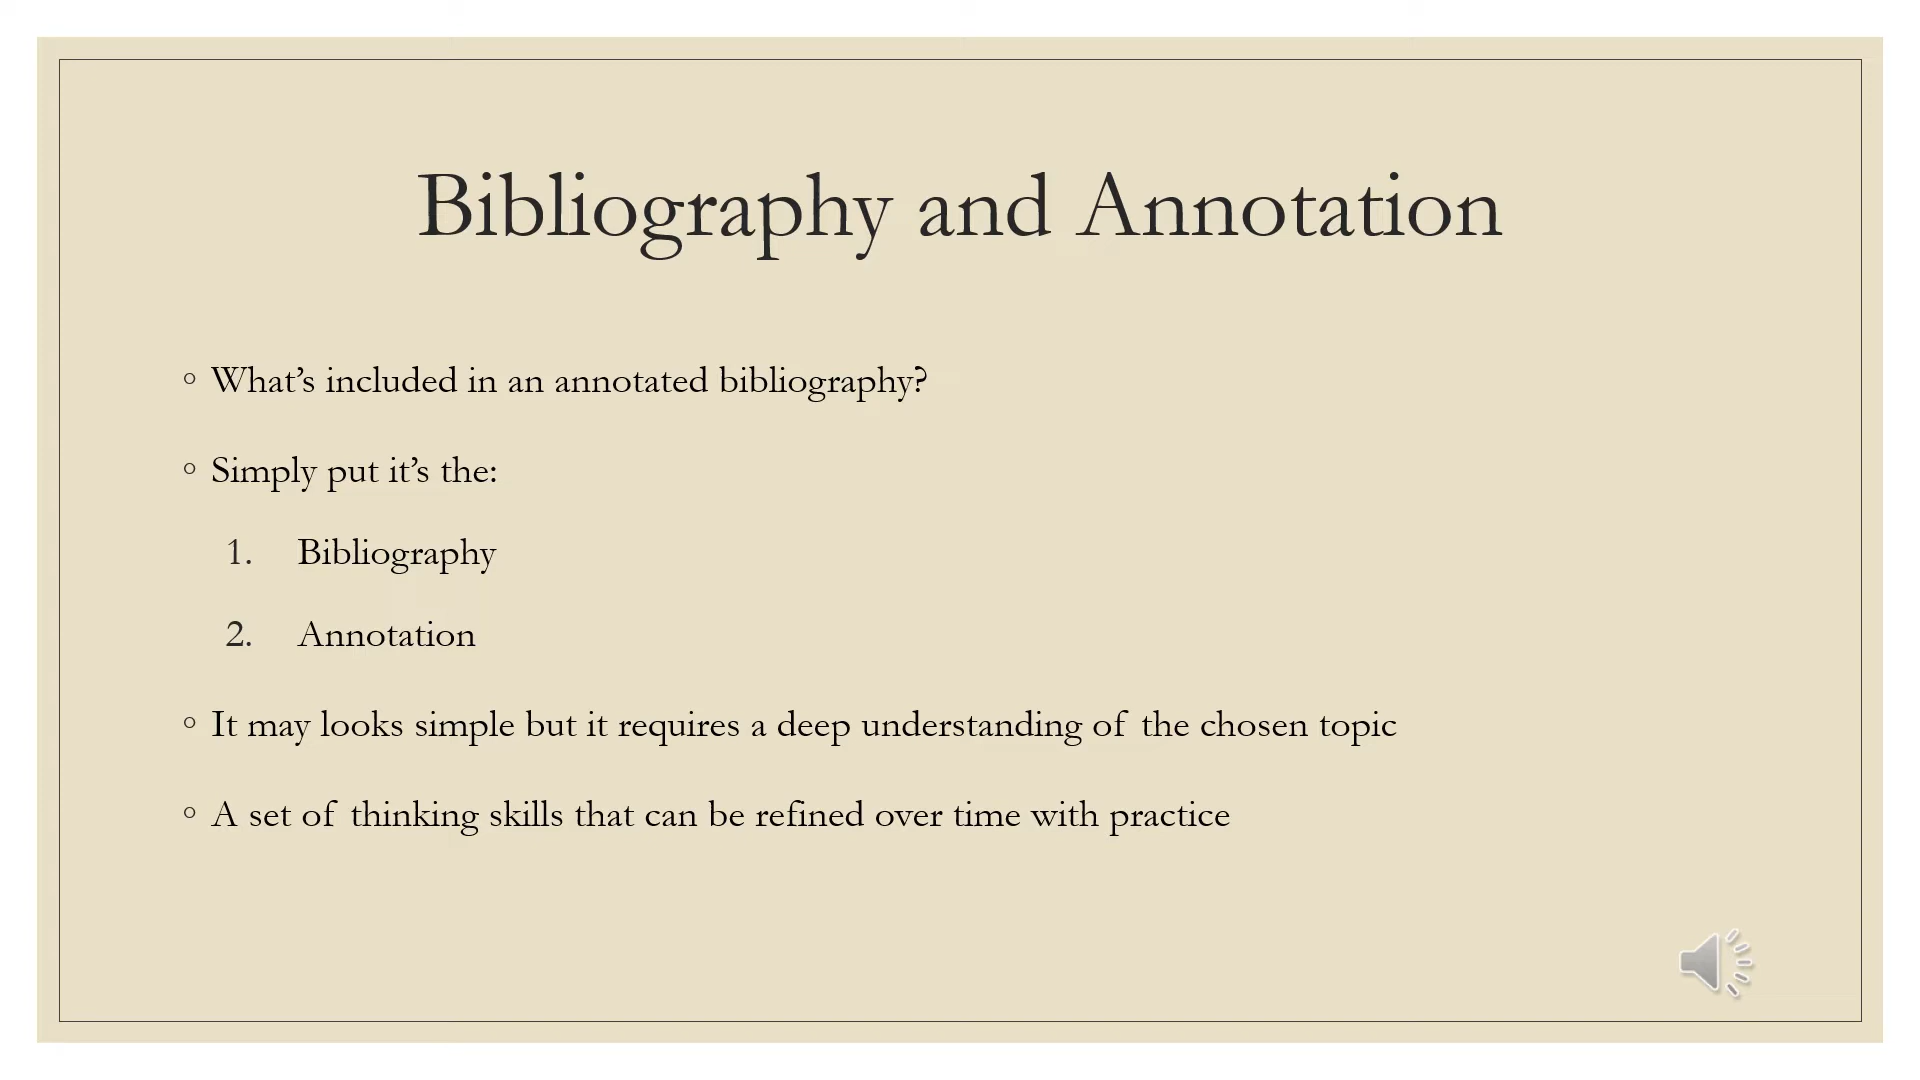 Bibliography and Annotation
◦ What’s included in an annotated bibliography?
◦ Simply put it’s the:
1. Bibliography
2. Annotation
◦ It may looks simple but it requires a deep understanding of the chosen topic
◦ A set of thinking skills that can be refined over time with practice